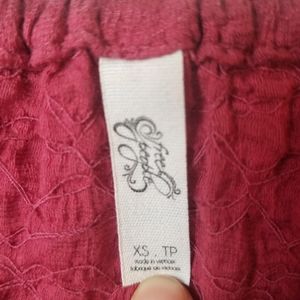 free
people
XS . TP
made in vietnam
fabriqué au vietnam